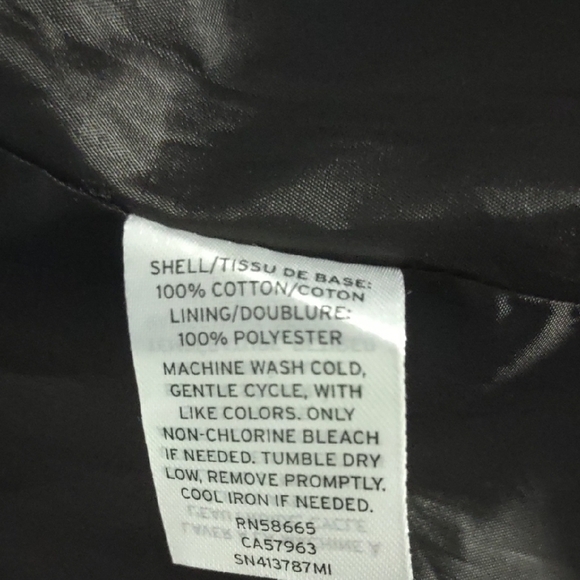 SHELL/TISSU DE BASE:
100% COTTON/COTON
LINING/DOUBLURE:
100% POLYESTER
MACHINE WASH COLD,
GENTLE CYCLE, WITH
LIKE COLORS. ONLY
NON-CHLORINE BLEACH
IF NEEDED. TUMBLE DRY
LOW, REMOVE PROMPTLY.
COOL IRON IF NEEDED.
RN58665
CA57963
SN413787MI